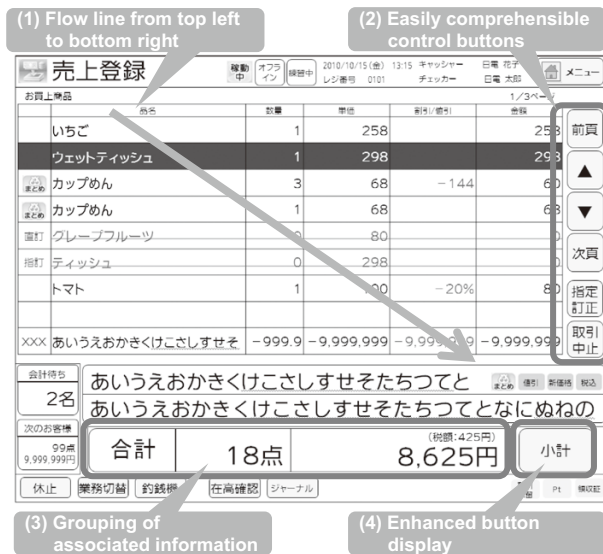 (1) Flow line from top left
to bottom right
(2) Easily comprehensible
control buttons
売上登録
稼動中
オフライン
練習中
2010/10/15(金) 13:15 キャッシャー 日電 花子
レジ番号 0101 チェッカー 日電 太郎
メニュー
お買上商品 1/3ページ
品名 数量 単価 割引/値引 金額
いちご 1 258 258
ウェットティッシュ 1 298 298
まとめ カップめん 3 68 -144 60
まとめ カップめん 1 68 68
直訂 グレープフルーツ 0 80 0
指訂 ティッシュ 0 298 0
トマト 1 100 -20% 80
XXX あいうえおかきくけこさしすせそ -999.9 -9,999,999 -9,999,999 -9,999,999
前頁
▲
▼
次頁
指定訂正
取引中止
会計待ち
2名
あいうえおかきくけこさしすせそたちつてと
まとめ 値引 新価格 税込
あいうえおかきくけこさしすせそたちつてとなにぬねの
次のお客様
99点
9,999,999円
合計 18点 (税額:425円) 8,625円
小計
休止 業務切替 釣銭機 在高確認 ジャーナル Pt 領収証
(3) Grouping of
associated information
(4) Enhanced button
display